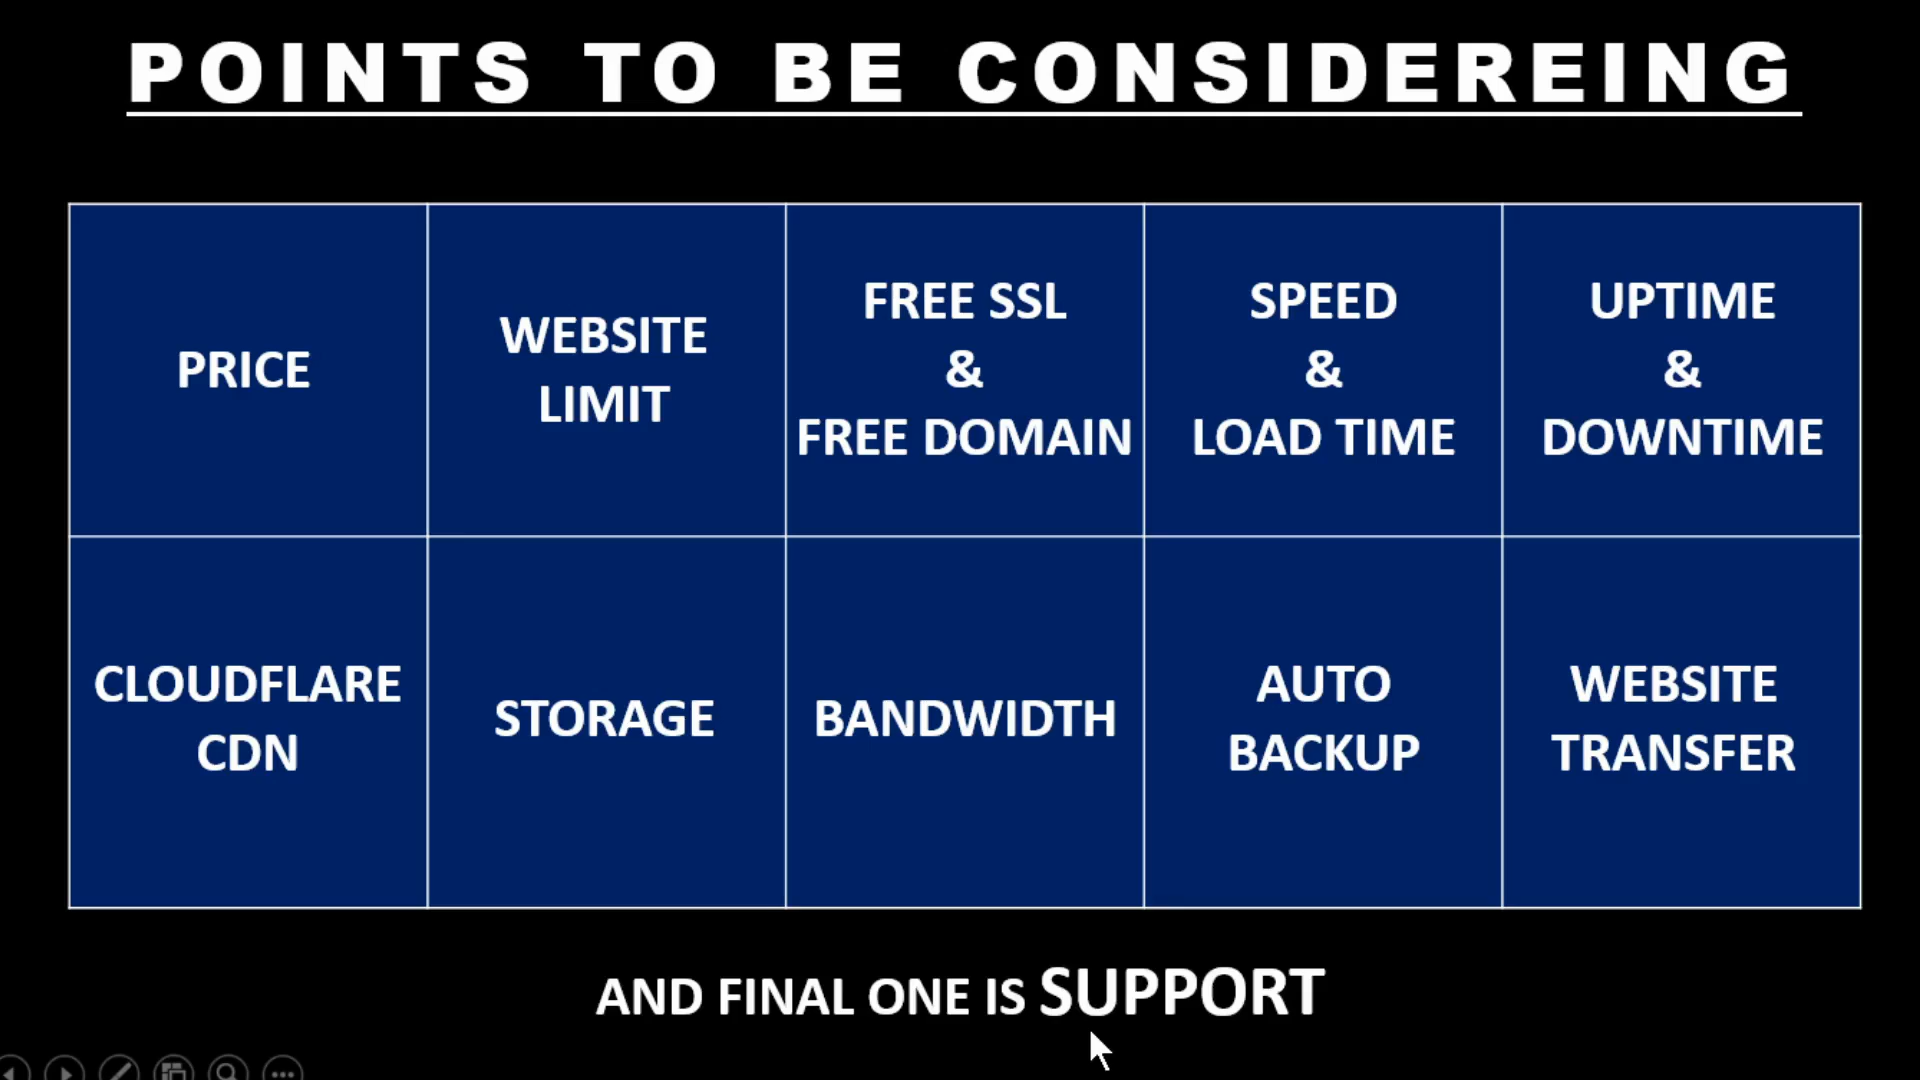 POINTS TO BE CONSIDEREING
PRICE
WEBSITE
LIMIT
FREE SSL
&
FREE DOMAIN
SPEED
&
LOAD TIME
UPTIME
&
DOWNTIME
CLOUDFLARE
CDN
STORAGE
BANDWIDTH
AUTO
BACKUP
WEBSITE
TRANSFER
AND FINAL ONE IS SUPPORT